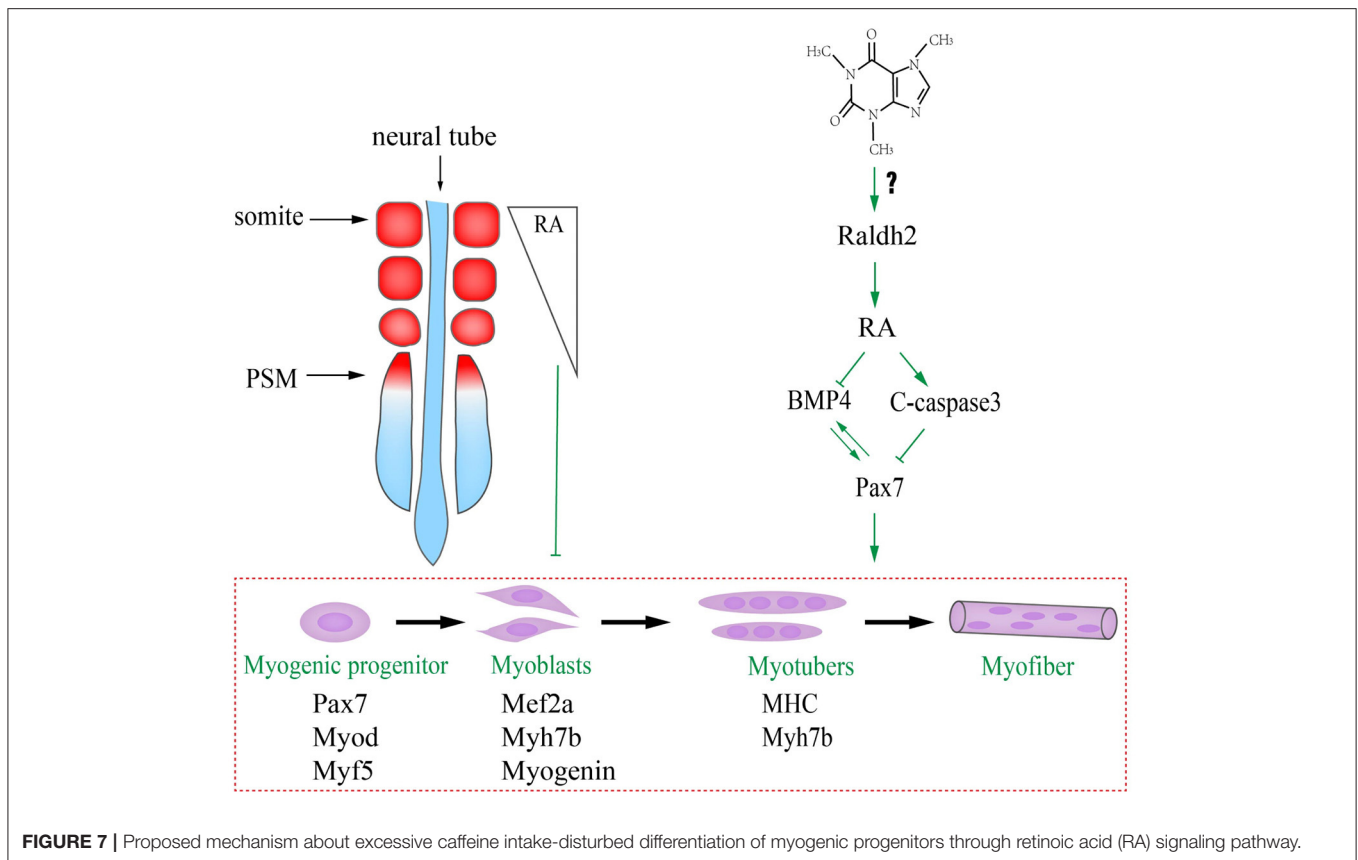 O
CH₃
H₃C
N
N
N
N
O
CH₃
neural tube
somite
RA
PSM
?
Raldh2
RA
BMP4
C-caspase3
Pax7
Myogenic progenitor
Myoblasts
Myotubers
Myofiber
Pax7
Myod
Myf5
Mef2a
Myh7b
Myogenin
MHC
Myh7b
FIGURE 7 | Proposed mechanism about excessive caffeine intake-disturbed differentiation of myogenic progenitors through retinoic acid (RA) signaling pathway.